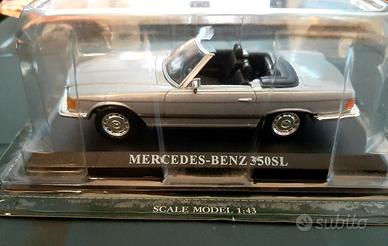 MERCEDES-BENZ 350SL
SCALE MODEL 1:43
subito